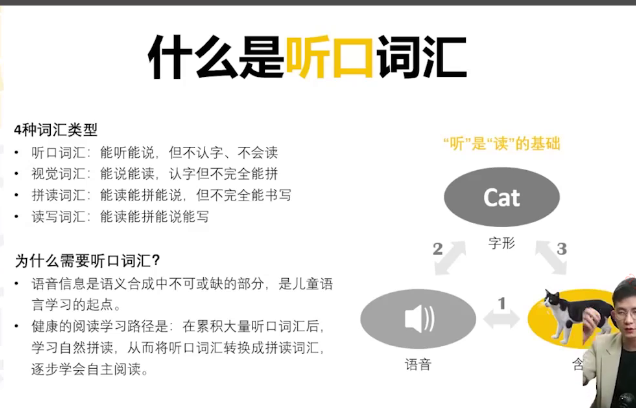 什么是听口词汇
4种词汇类型
• 听口词汇：能听能说，但不认字、不会读
• 视觉词汇：能说能读，认字但不完全能拼
• 拼读词汇：能读能拼能说，但不完全能书写
• 读写词汇：能读能拼能说能写
为什么需要听口词汇?
• 语音信息是语义合成中不可或缺的部分，是儿童语
言学习的起点。
• 健康的阅读学习路径是：在累积大量听口词汇后，
学习自然拼读，从而将听口词汇转换成拼读词汇，
逐步学会自主阅读。
“听”是“读”的基础
Cat
字形
2
3
1
语音
含